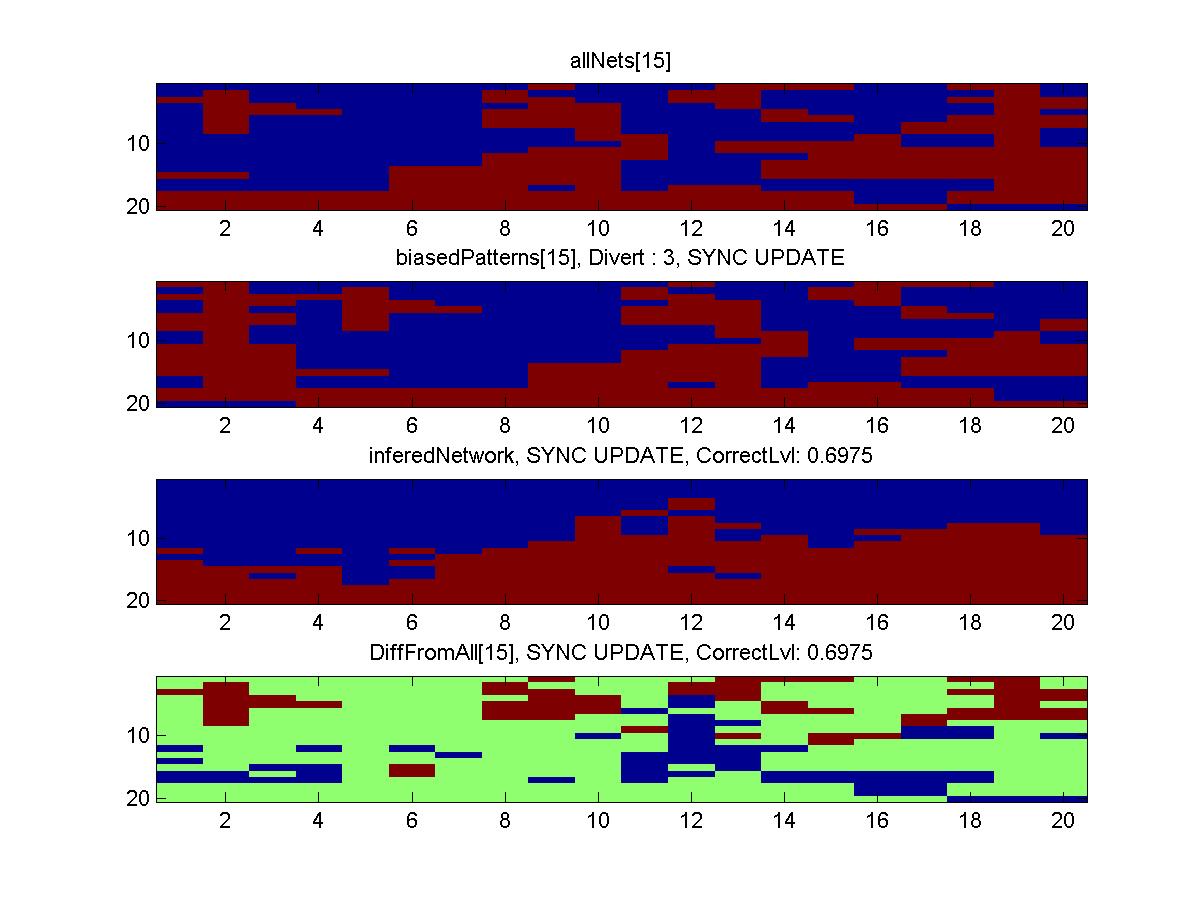 allNets[15]
10
20
2 4 6 8 10 12 14 16 18 20
biasedPatterns[15], Divert : 3, SYNC UPDATE
10
20
2 4 6 8 10 12 14 16 18 20
inferedNetwork, SYNC UPDATE, CorrectLvl: 0.6975
10
20
2 4 6 8 10 12 14 16 18 20
DiffFromAll[15], SYNC UPDATE, CorrectLvl: 0.6975
10
20
2 4 6 8 10 12 14 16 18 20